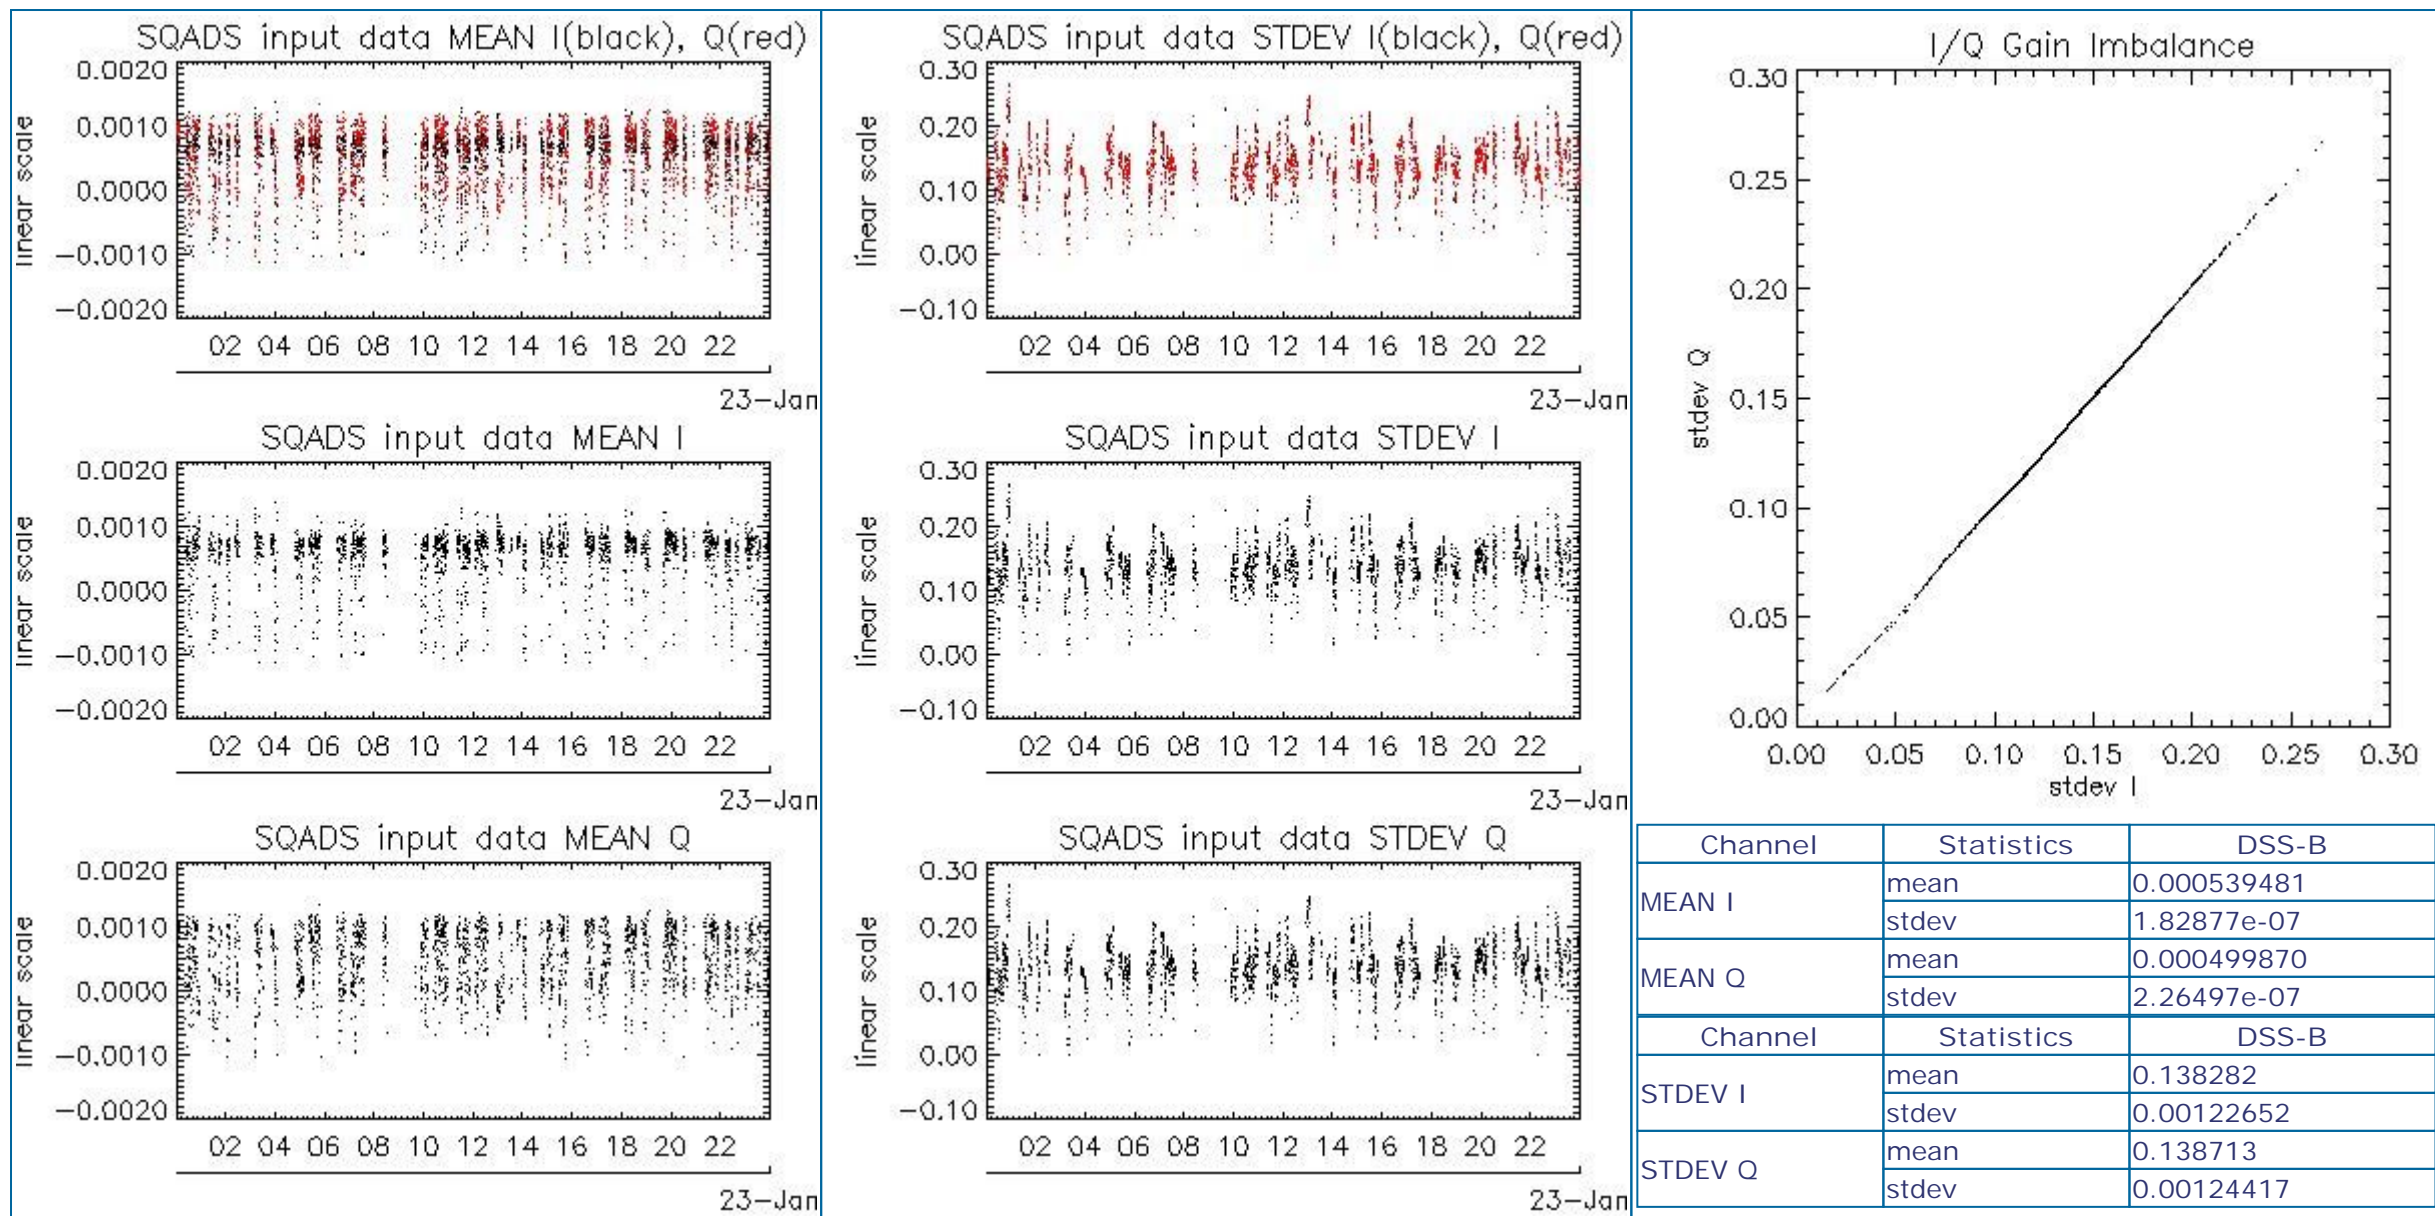 SQADS input data MEAN I(black), Q(red)
linear scale
0.0020
0.0010
0.0000
−0.0010
−0.0020
02 04 06 08 10 12 14 16 18 20 22
23-Jan
SQADS input data MEAN I
linear scale
0.0020
0.0010
0.0000
−0.0010
−0.0020
02 04 06 08 10 12 14 16 18 20 22
23-Jan
SQADS input data MEAN Q
linear scale
0.0020
0.0010
0.0000
−0.0010
−0.0020
02 04 06 08 10 12 14 16 18 20 22
23-Jan
SQADS input data STDEV I(black), Q(red)
linear scale
0.30
0.20
0.10
0.00
−0.10
02 04 06 08 10 12 14 16 18 20 22
23-Jan
SQADS input data STDEV I
linear scale
0.30
0.20
0.10
0.00
−0.10
02 04 06 08 10 12 14 16 18 20 22
23-Jan
SQADS input data STDEV Q
linear scale
0.30
0.20
0.10
0.00
−0.10
02 04 06 08 10 12 14 16 18 20 22
23-Jan
I/Q Gain Imbalance
stdev Q
0.30
0.25
0.20
0.15
0.10
0.05
0.00
0.00 0.05 0.10 0.15 0.20 0.25 0.30
stdev I
Channel Statistics DSS-B
MEAN I
mean 0.000539481
stdev 1.82877e-07
MEAN Q
mean 0.000499870
stdev 2.26497e-07
Channel Statistics DSS-B
STDEV I
mean 0.138282
stdev 0.00122652
STDEV Q
mean 0.138713
stdev 0.00124417